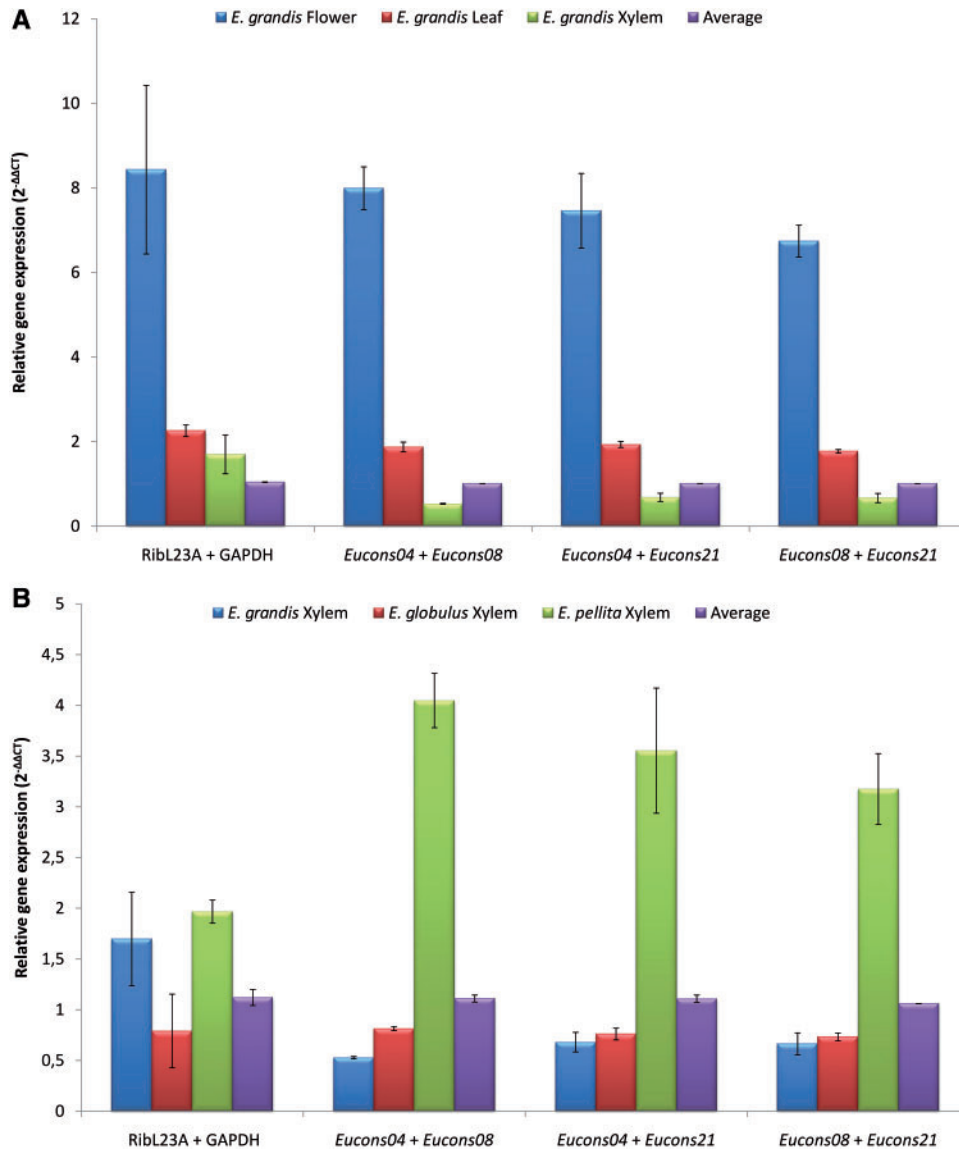 A
E. grandis Flower E. grandis Leaf E. grandis Xylem Average
Relative gene expression (2-ΔΔCT)
12
10
8
6
4
2
0
RibL23A + GAPDH Eucons04 + Eucons08 Eucons04 + Eucons21 Eucons08 + Eucons21
B
E. grandis Xylem E. globulus Xylem E. pellita Xylem Average
Relative gene expression (2-ΔΔCT)
5
4,5
4
3,5
3
2,5
2
1,5
1
0,5
0
RibL23A + GAPDH Eucons04 + Eucons08 Eucons04 + Eucons21 Eucons08 + Eucons21